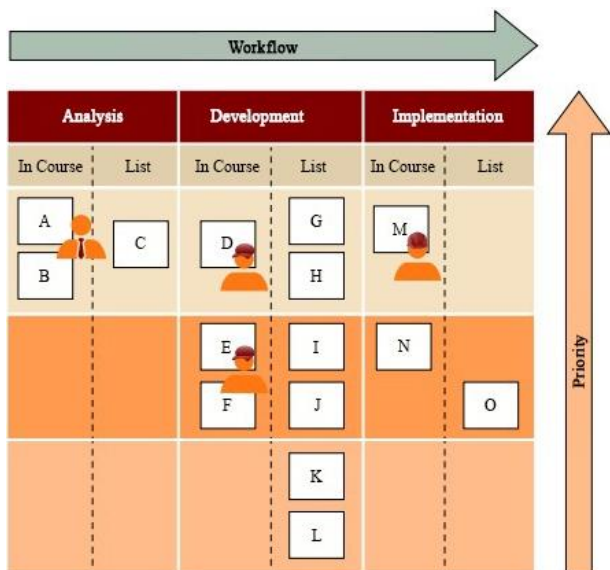 Workflow
Analysis Development Implementation
In Course List In Course List In Course List
A C D G M
B H
E I N
F J O
K
L
Priority